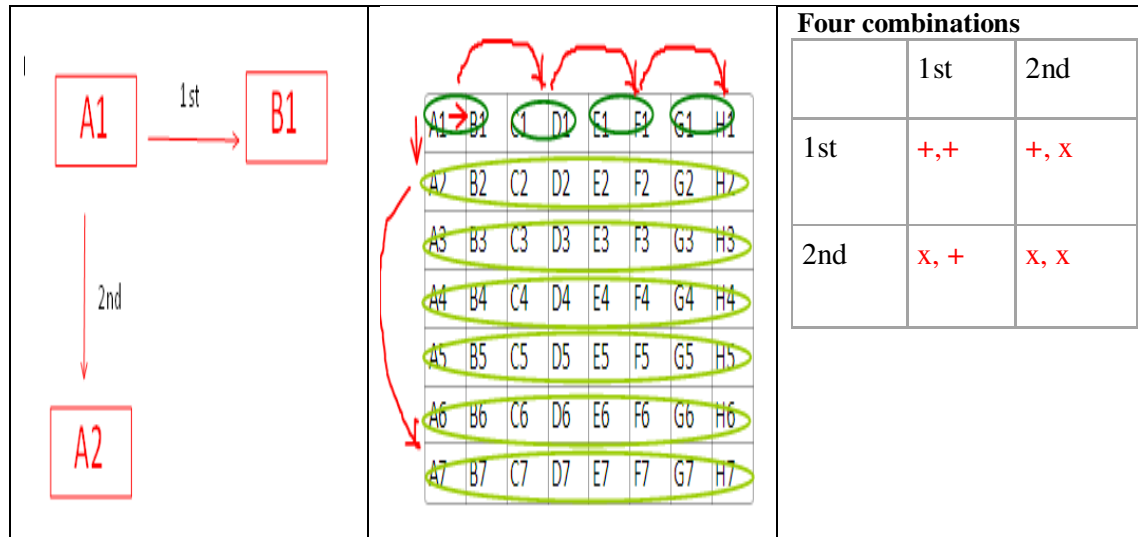 A1
1st
B1
2nd
A2
A1 B1 C1 D1 E1 F1 G1 H1
A2 B2 C2 D2 E2 F2 G2 H2
A3 B3 C3 D3 E3 F3 G3 H3
A4 B4 C4 D4 E4 F4 G4 H4
A5 B5 C5 D5 E5 F5 G5 H5
A6 B6 C6 D6 E6 F6 G6 H6
A7 B7 C7 D7 E7 F7 G7 H7
Four combinations
1st 2nd
1st +,+ +, x
2nd x, + x, x